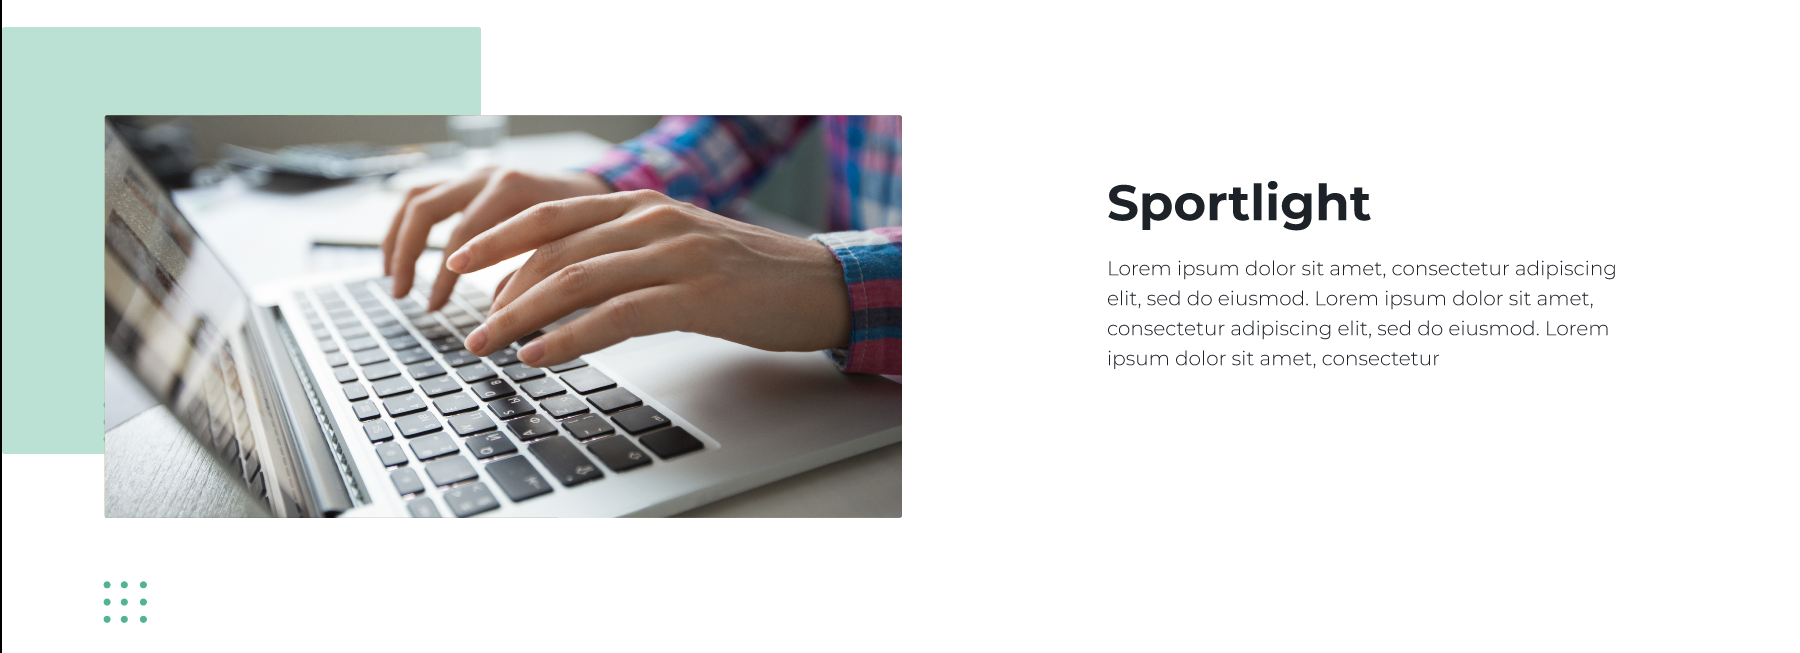 Sportlight
Lorem ipsum dolor sit amet, consectetur adipiscing
elit, sed do eiusmod. Lorem ipsum dolor sit amet,
consectetur adipiscing elit, sed do eiusmod. Lorem
ipsum dolor sit amet, consectetur